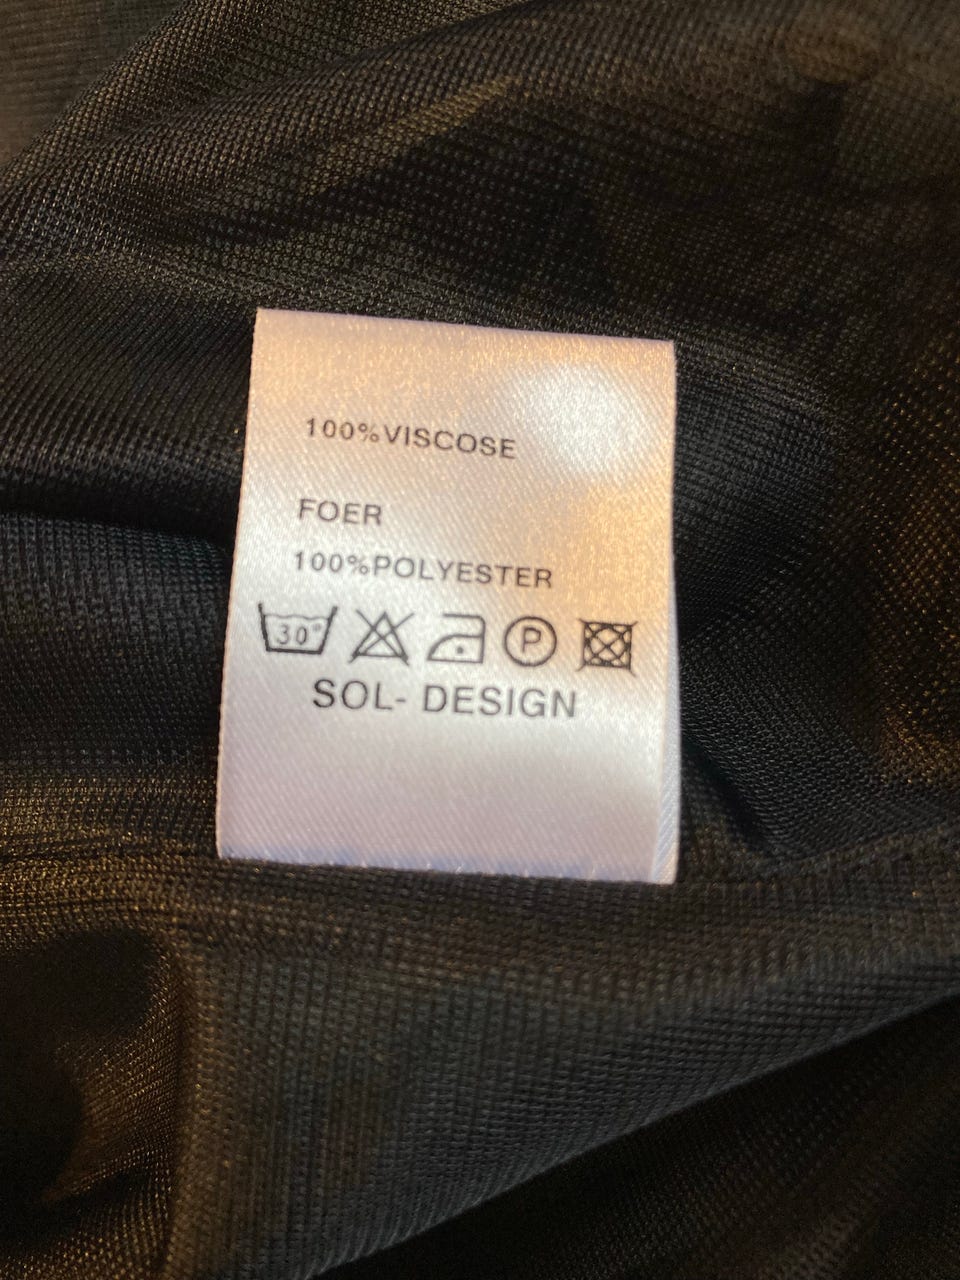 100%VISCOSE
FOER
100%POLYESTER
30° P
SOL- DESIGN